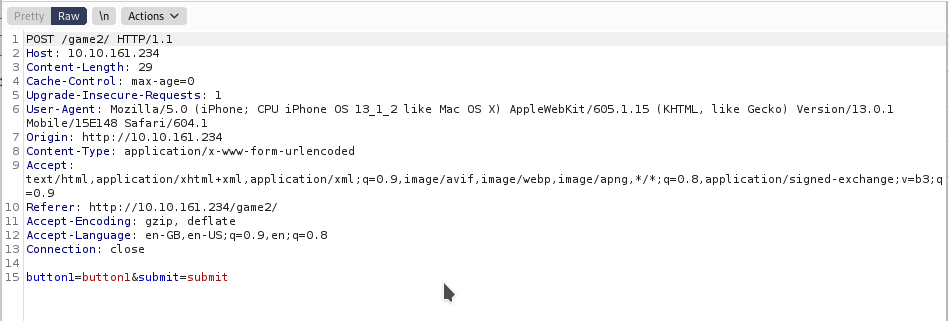 Pretty Raw \n Actions
1 POST /game2/ HTTP/1.1
2 Host: 10.10.161.234
3 Content-Length: 29
4 Cache-Control: max-age=0
5 Upgrade-Insecure-Requests: 1
6 User-Agent: Mozilla/5.0 (iPhone; CPU iPhone OS 13_1_2 like Mac OS X) AppleWebKit/605.1.15 (KHTML, like Gecko) Version/13.0.1
Mobile/15E148 Safari/604.1
7 Origin: http://10.10.161.234
8 Content-Type: application/x-www-form-urlencoded
9 Accept:
text/html,application/xhtml+xml,application/xml;q=0.9,image/avif,image/webp,image/apng,*/*;q=0.8,application/signed-exchange;v=b3;q
=0.9
10 Referer: http://10.10.161.234/game2/
11 Accept-Encoding: gzip, deflate
12 Accept-Language: en-GB,en-US;q=0.9,en;q=0.8
13 Connection: close
14
15 button1=button1&submit=submit